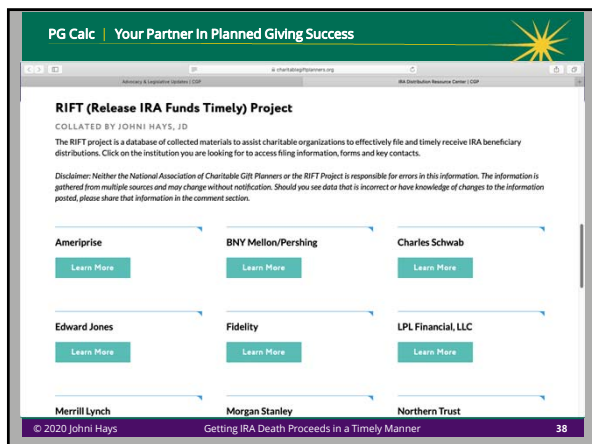 PG Calc | Your Partner In Planned Giving Success
charitablegiftplanners.org
Advocacy & Legislative Updates | CGP
IRA Distribution Resource Center | CGP
RIFT (Release IRA Funds Timely) Project
COLLATED BY JOHNI HAYS, JD
The RIFT project is a database of collected materials to assist charitable organizations to effectively file and timely receive IRA beneficiary
distributions. Click on the institution you are looking for to access filing information, forms and key contacts.
Disclaimer: Neither the National Association of Charitable Gift Planners or the RIFT Project is responsible for errors in this information. The information is
gathered from multiple sources and may change without notification. Should you see data that is incorrect or have knowledge of changes to the information
posted, please share that information in the comment section.
Ameriprise
BNY Mellon/Pershing
Charles Schwab
Learn More
Learn More
Learn More
Edward Jones
Fidelity
LPL Financial, LLC
Learn More
Learn More
Learn More
Merrill Lynch
Morgan Stanley
Northern Trust
© 2020 Johni Hays
Getting IRA Death Proceeds in a Timely Manner
38